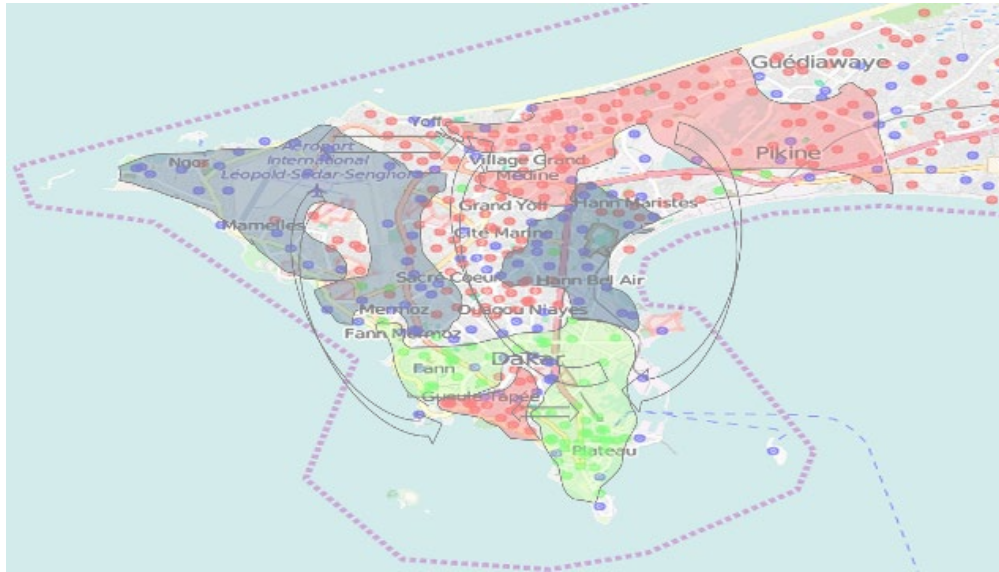 Guédiawaye
Yoffe
Aéroport
International
Léopold-Sédar-Senghor
Ngor
Village Grand
Médine
Pikine
Grand Yoff
Hann Maristes
Mamelles
Cité Marine
Sacré Coeur
Hann Bel Air
Mermoz
Ouagou Niayes
Fann Mermoz
Dakar
Fann
Gueule Tapée
Plateau